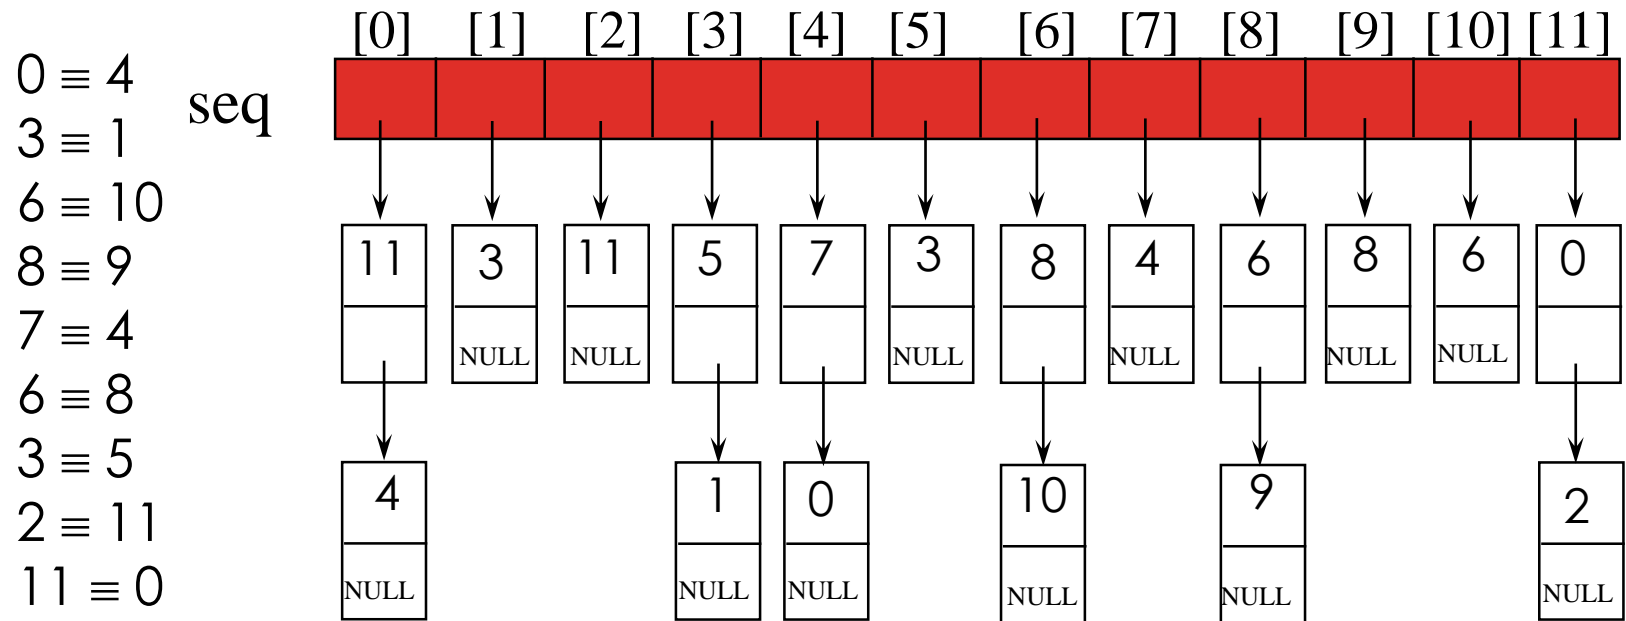 [0] [1] [2] [3] [4] [5] [6] [7] [8] [9] [10] [11]
0 ≡ 4
seq
3 ≡ 1
6 ≡ 10
8 ≡ 9
7 ≡ 4
6 ≡ 8
3 ≡ 5
2 ≡ 11
11 ≡ 0
11 3 11 5 7 3 8 4 6 8 6 0
NULL NULL NULL NULL NULL NULL
4 1 0 10 9 2
NULL NULL NULL NULL NULL NULL